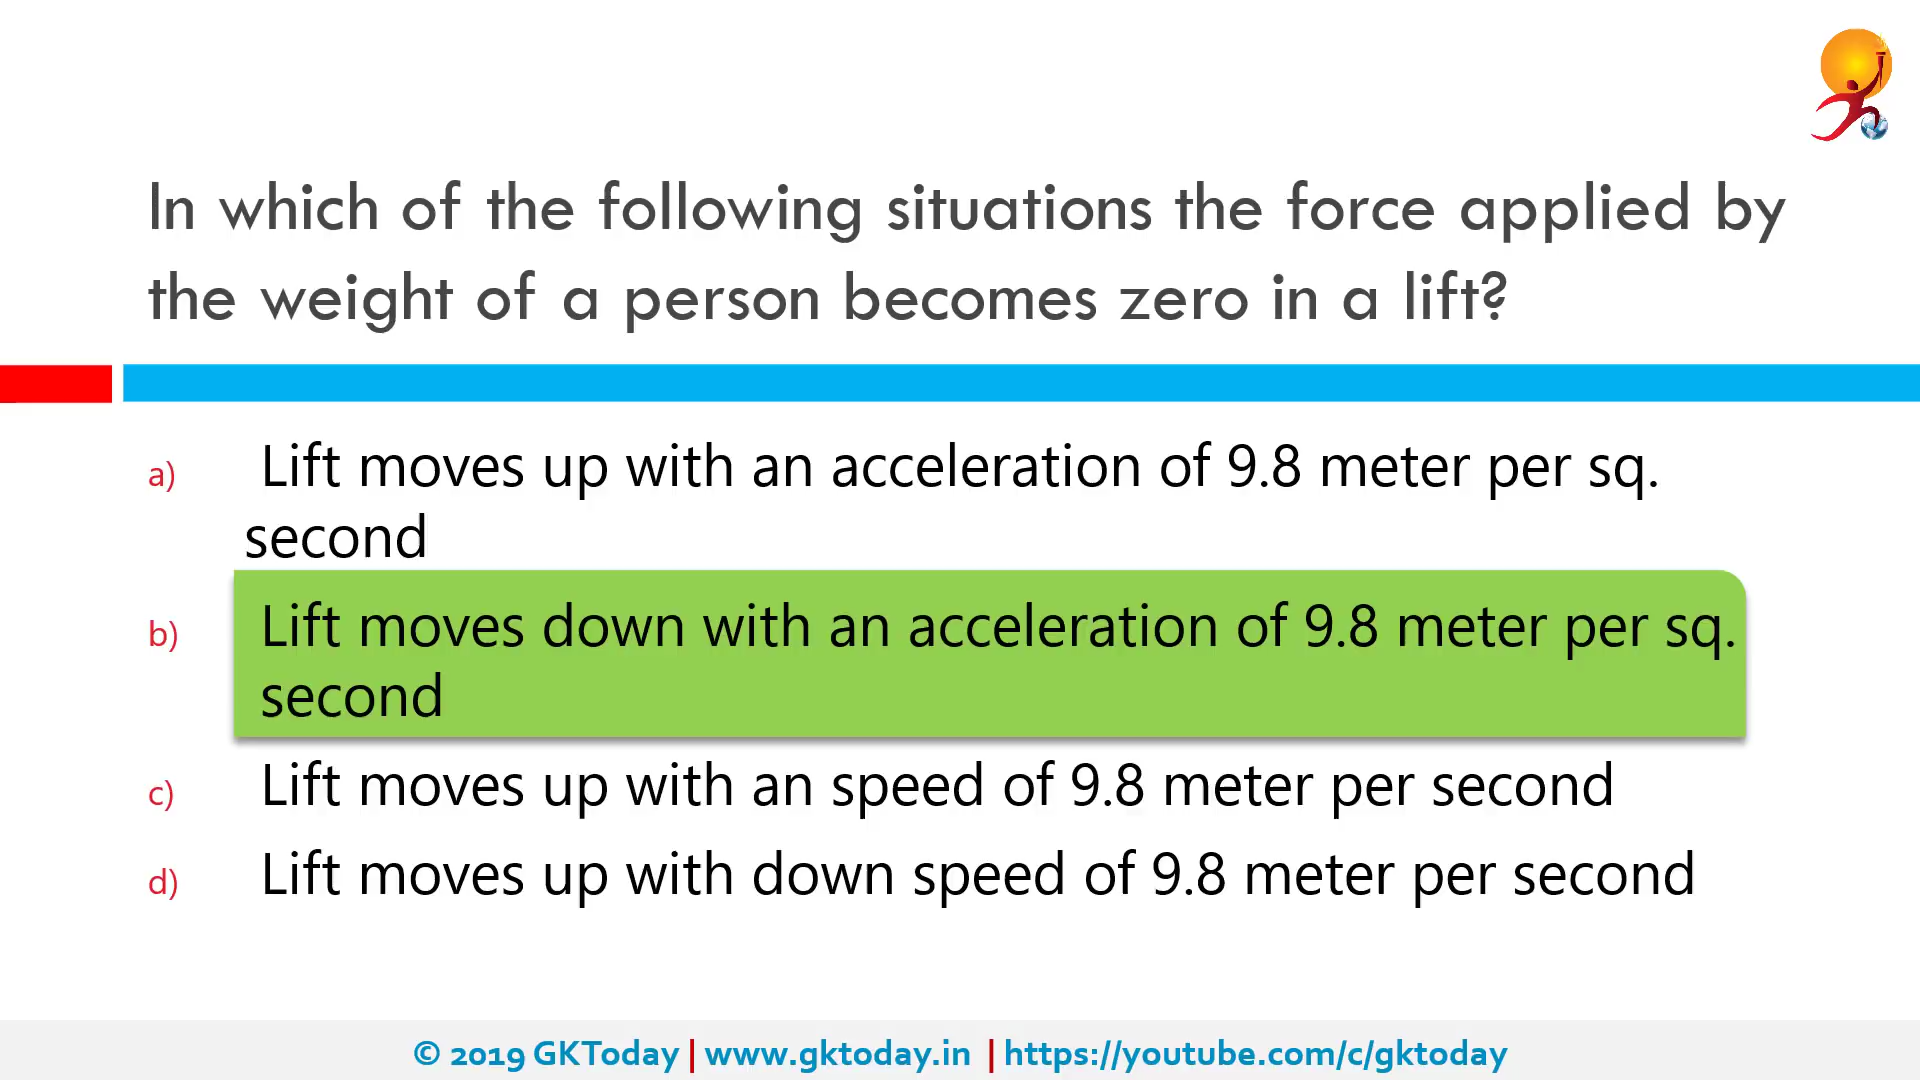 In which of the following situations the force applied by
the weight of a person becomes zero in a lift?
a) Lift moves up with an acceleration of 9.8 meter per sq.
second
b) Lift moves down with an acceleration of 9.8 meter per sq.
second
c) Lift moves up with an speed of 9.8 meter per second
d) Lift moves up with down speed of 9.8 meter per second
© 2019 GKToday | www.gktoday.in | https://youtube.com/c/gktoday